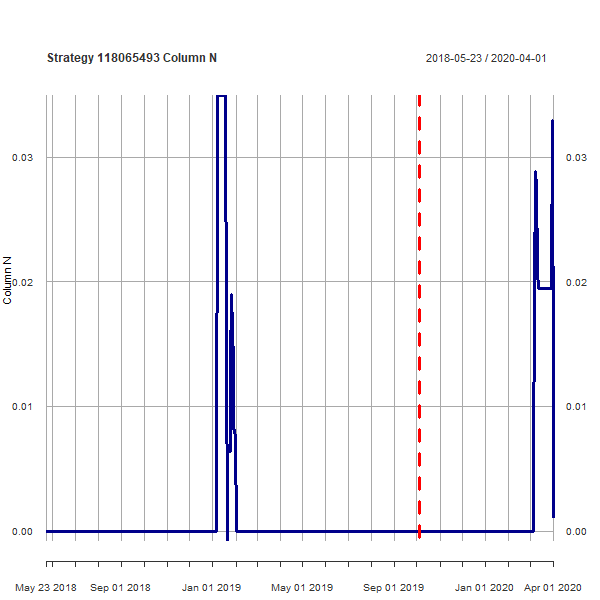 Strategy 118065493 Column N
2018-05-23 / 2020-04-01
0.03
0.03
0.02
0.02
Column N
0.01
0.01
0.00
0.00
May 23 2018
Sep 01 2018
Jan 01 2019
May 01 2019
Sep 01 2019
Jan 01 2020
Apr 01 2020